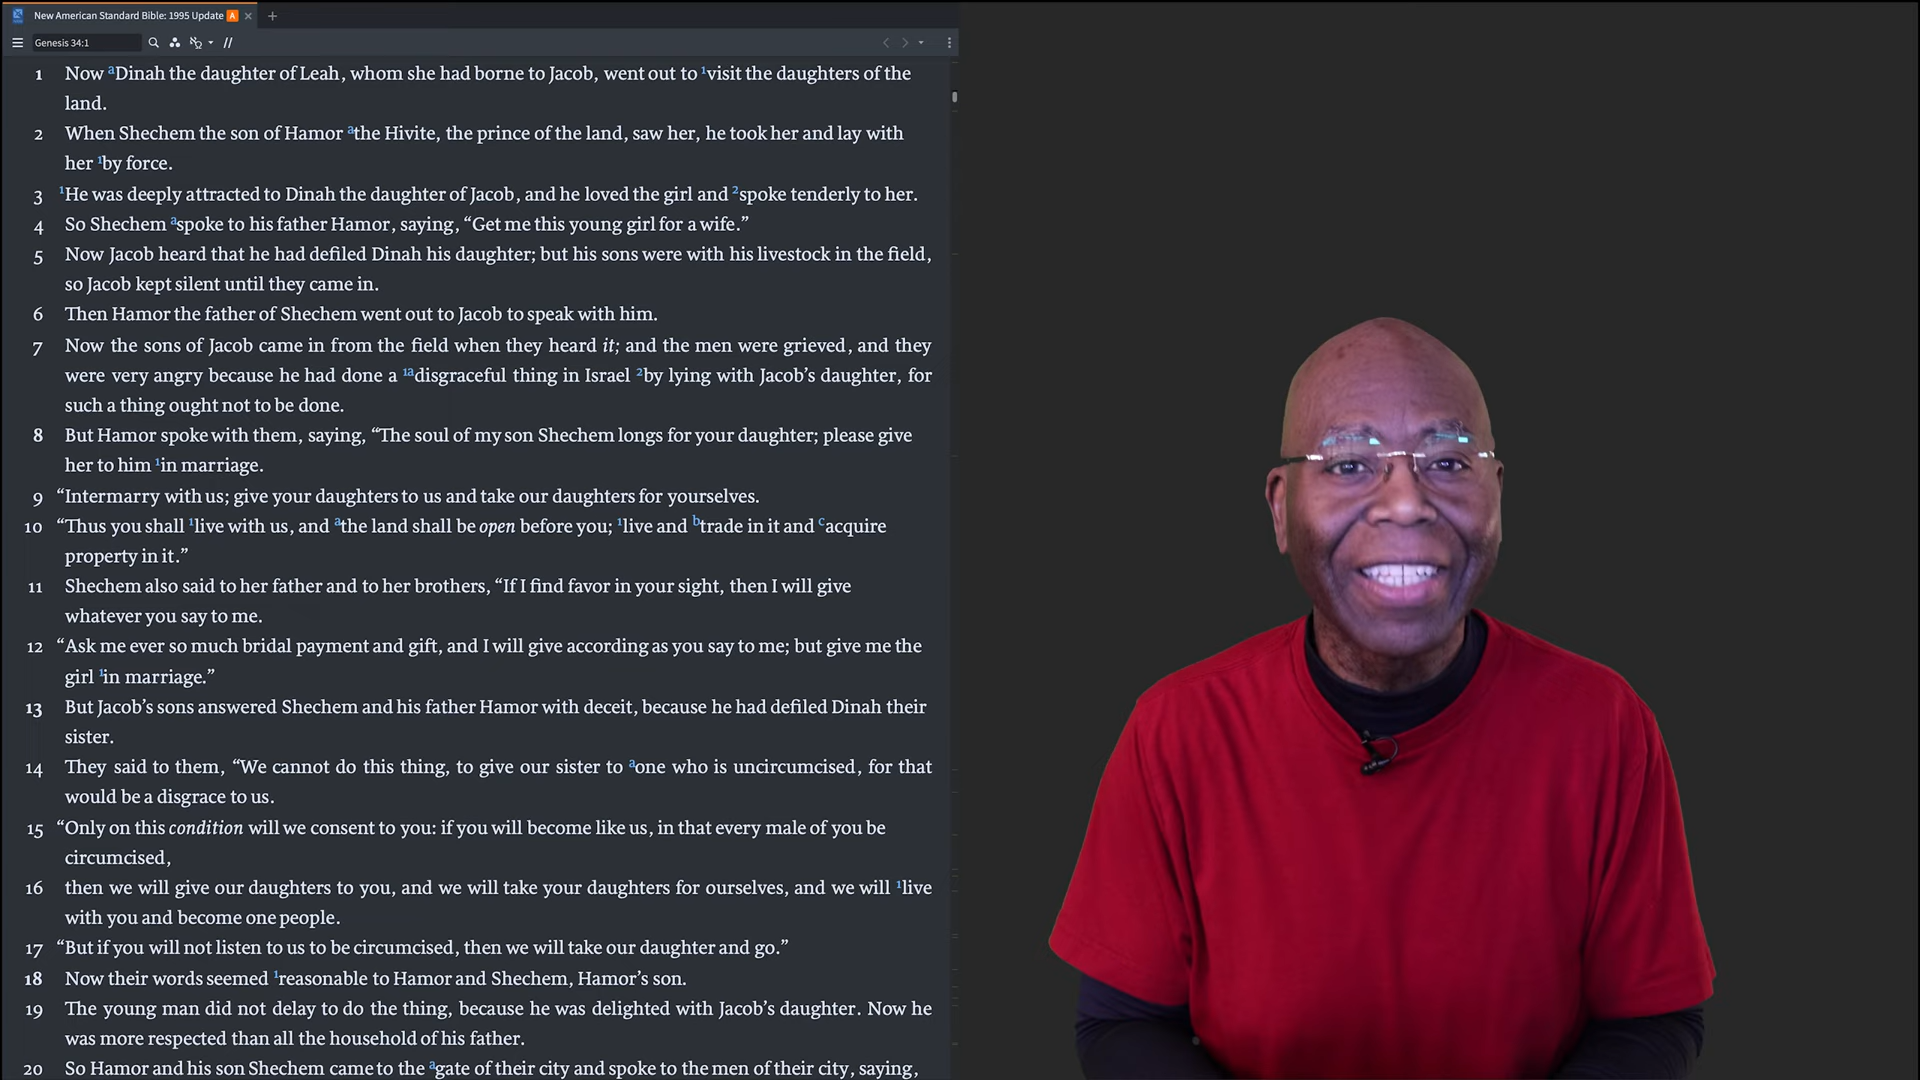 New American Standard Bible: 1995 Update A
Genesis 34:1
1 Now ᵃDinah the daughter of Leah, whom she had borne to Jacob, went out to ¹visit the daughters of the
land.
2 When Shechem the son of Hamor ᵃthe Hivite, the prince of the land, saw her, he took her and lay with
her ¹by force.
3 ¹He was deeply attracted to Dinah the daughter of Jacob, and he loved the girl and ²spoke tenderly to her.
4 So Shechem ᵃspoke to his father Hamor, saying, “Get me this young girl for a wife.”
5 Now Jacob heard that he had defiled Dinah his daughter; but his sons were with his livestock in the field,
so Jacob kept silent until they came in.
6 Then Hamor the father of Shechem went out to Jacob to speak with him.
7 Now the sons of Jacob came in from the field when they heard it; and the men were grieved, and they
were very angry because he had done a ¹ᵃdisgraceful thing in Israel ²by lying with Jacob’s daughter, for
such a thing ought not to be done.
8 But Hamor spoke with them, saying, “The soul of my son Shechem longs for your daughter; please give
her to him ¹in marriage.
9 “Intermarry with us; give your daughters to us and take our daughters for yourselves.
10 “Thus you shall ¹live with us, and ᵃthe land shall be open before you; ¹live and ᵇtrade in it and ᶜacquire
property in it.”
11 Shechem also said to her father and to her brothers, “If I find favor in your sight, then I will give
whatever you say to me.
12 “Ask me ever so much bridal payment and gift, and I will give according as you say to me; but give me the
girl ¹in marriage.”
13 But Jacob’s sons answered Shechem and his father Hamor with deceit, because he had defiled Dinah their
sister.
14 They said to them, “We cannot do this thing, to give our sister to ᵃone who is uncircumcised, for that
would be a disgrace to us.
15 “Only on this condition will we consent to you: if you will become like us, in that every male of you be
circumcised,
16 then we will give our daughters to you, and we will take your daughters for ourselves, and we will ¹live
with you and become one people.
17 “But if you will not listen to us to be circumcised, then we will take our daughter and go.”
18 Now their words seemed ¹reasonable to Hamor and Shechem, Hamor’s son.
19 The young man did not delay to do the thing, because he was delighted with Jacob’s daughter. Now he
was more respected than all the household of his father.
20 So Hamor and his son Shechem came to the ᵃgate of their city and spoke to the men of their city, saying,